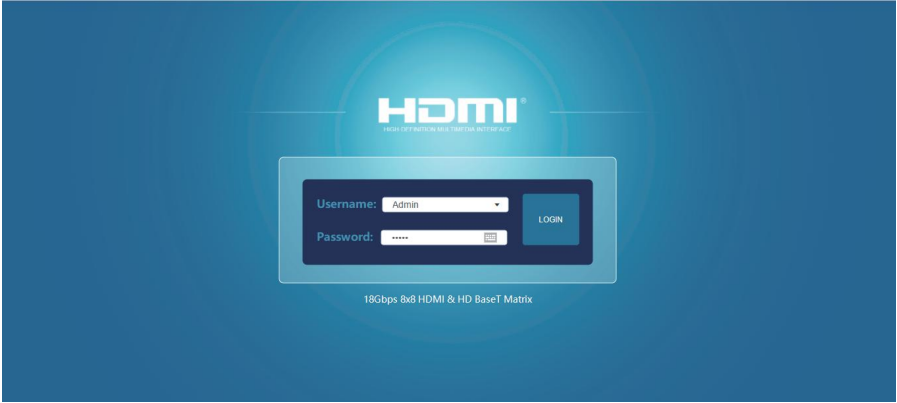 HDMI®
HIGH-DEFINITION MULTIMEDIA INTERFACE
Username: Admin
LOGIN
Password: •••••
18Gbps 8x8 HDMI & HD BaseT Matrix